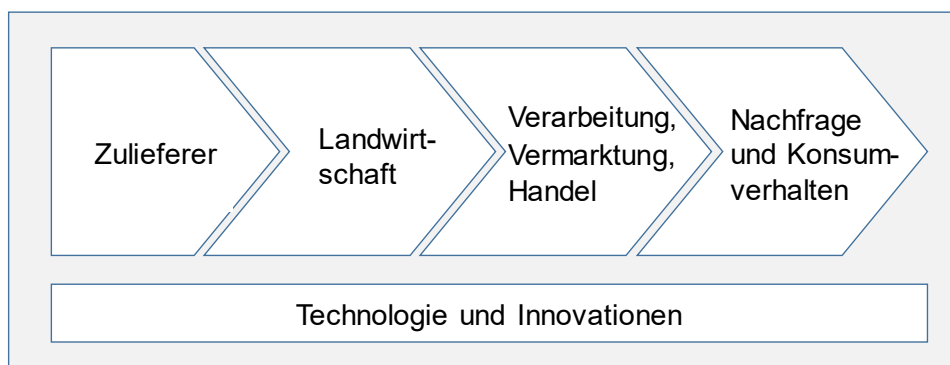 Zulieferer
Landwirt-
schaft
Verarbeitung,
Vermarktung,
Handel
Nachfrage
und Konsum-
verhalten
Technologie und Innovationen